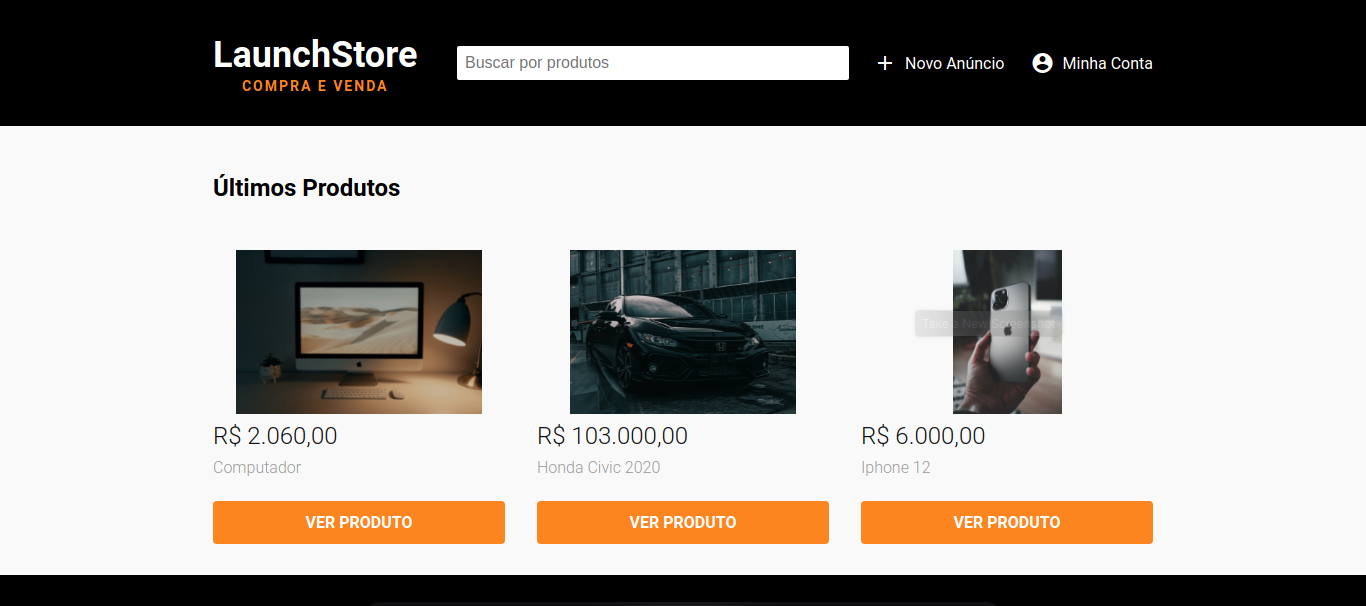 LaunchStore
COMPRA E VENDA
Buscar por produtos
Novo Anúncio
Minha Conta
Últimos Produtos
Take a New Screenshot
R$ 2.060,00
R$ 103.000,00
R$ 6.000,00
Computador
Honda Civic 2020
Iphone 12
VER PRODUTO
VER PRODUTO
VER PRODUTO